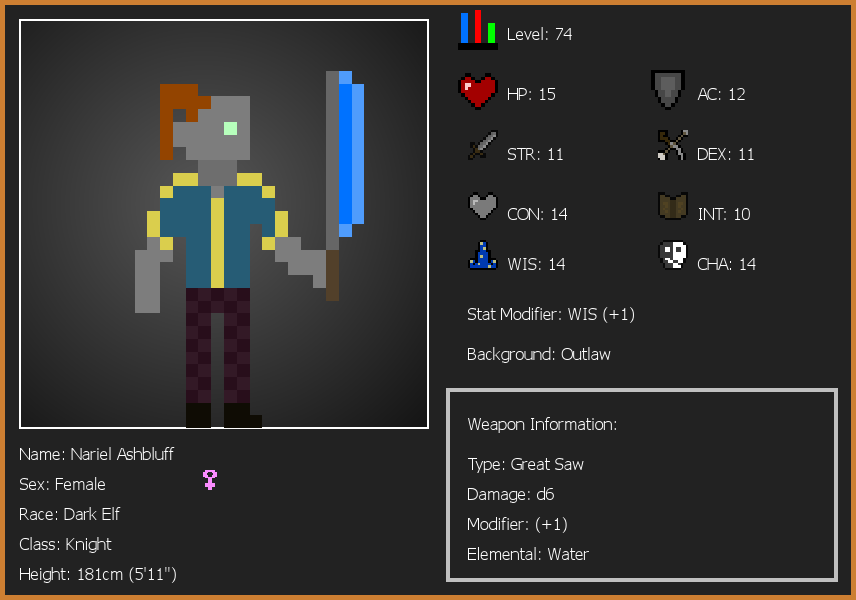 Level: 74
HP: 15
AC: 12
STR: 11
DEX: 11
CON: 14
INT: 10
WIS: 14
CHA: 14
Stat Modifier: WIS (+1)
Background: Outlaw
Weapon Information:
Type: Great Saw
Damage: d6
Modifier: (+1)
Elemental: Water
Name: Nariel Ashbluff
Sex: Female
Race: Dark Elf
Class: Knight
Height: 181cm (5'11")